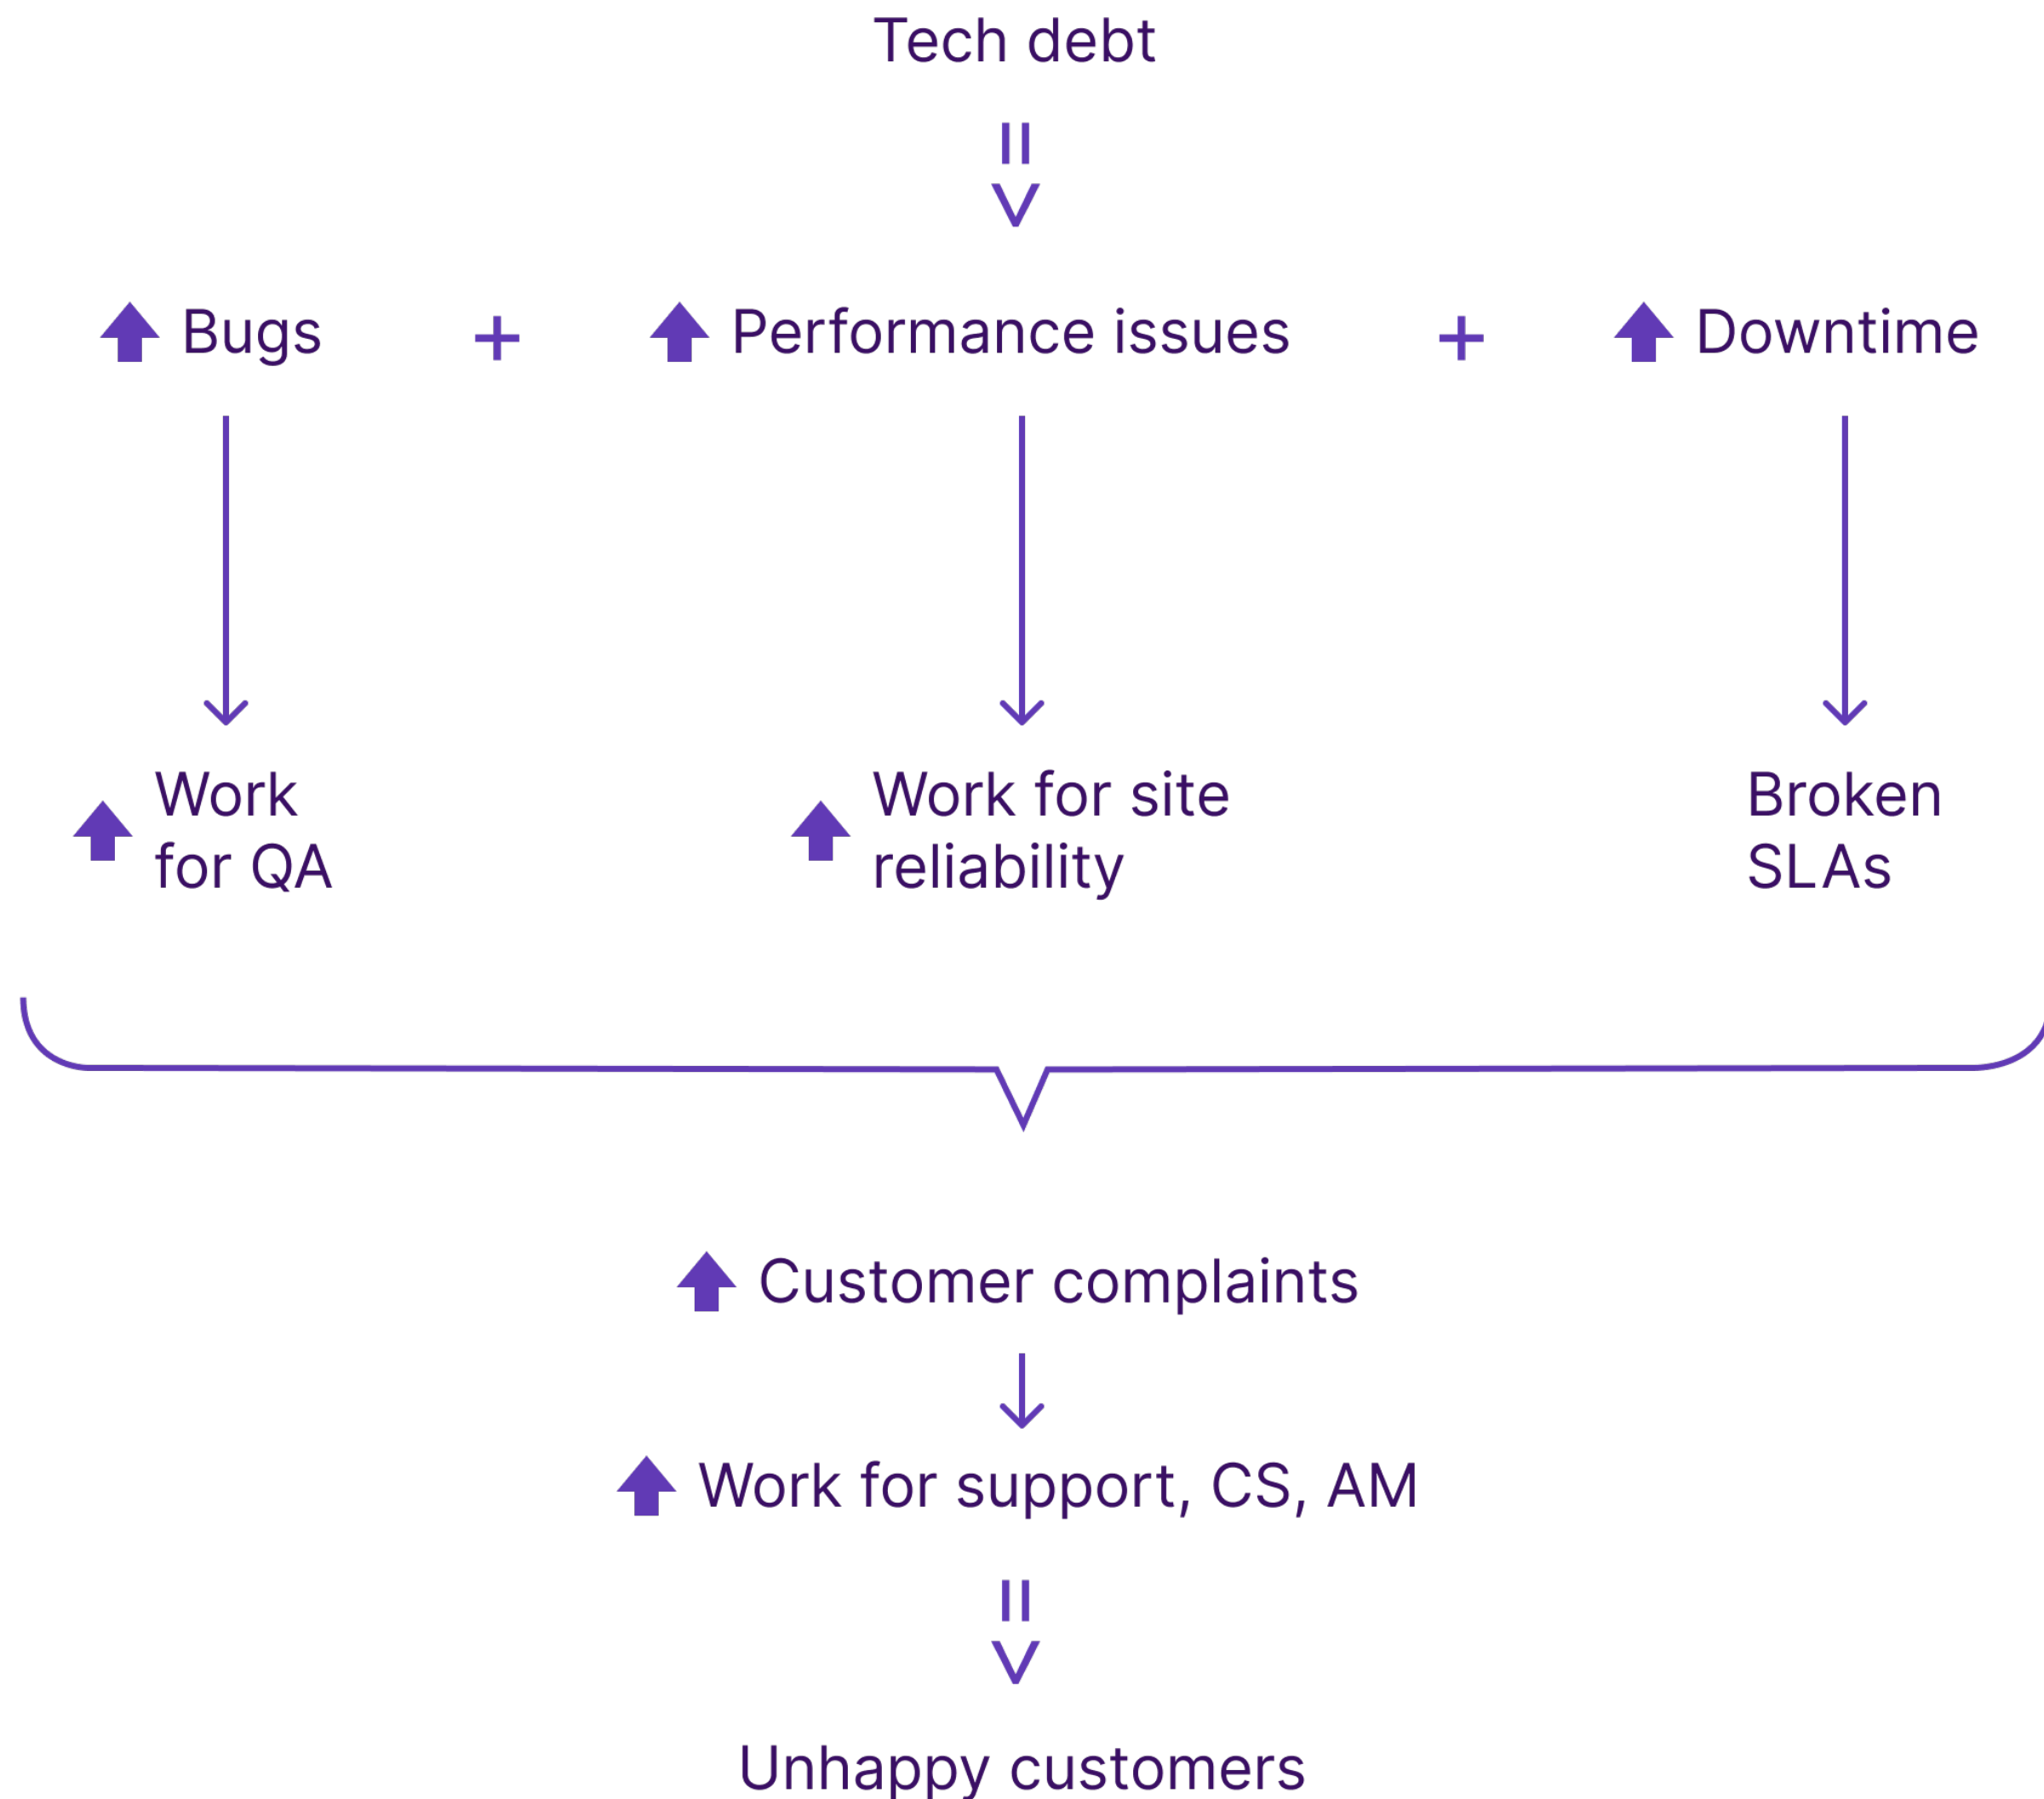 Tech debt
=>
Bugs + Performance issues + Downtime
Work Work for site Broken
for QA reliability SLAs
Customer complaints
Work for support, CS, AM
=>
Unhappy customers